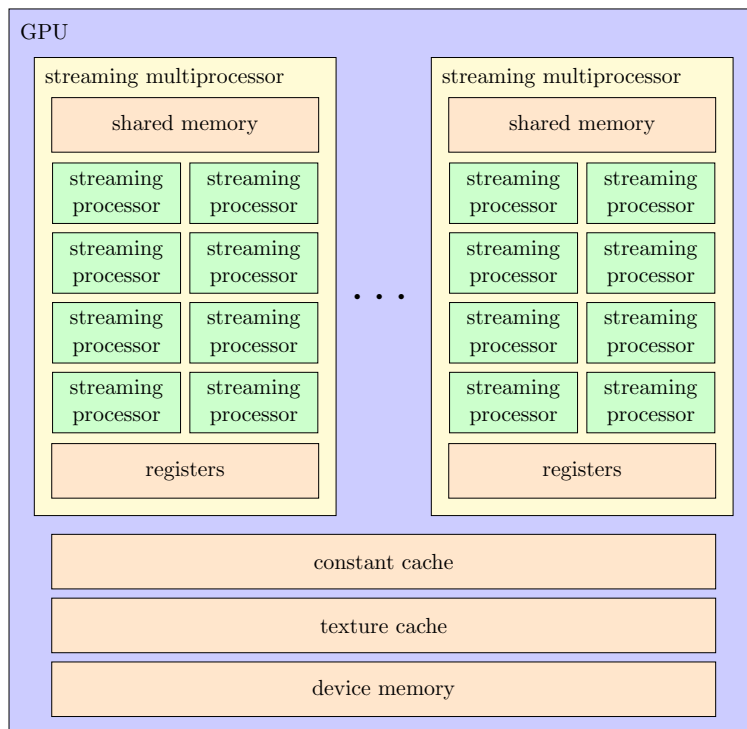 GPU
streaming multiprocessor
shared memory
streaming
processor
streaming
processor
streaming
processor
streaming
processor
streaming
processor
streaming
processor
streaming
processor
streaming
processor
registers
. . .
streaming multiprocessor
shared memory
streaming
processor
streaming
processor
streaming
processor
streaming
processor
streaming
processor
streaming
processor
streaming
processor
streaming
processor
registers
constant cache
texture cache
device memory